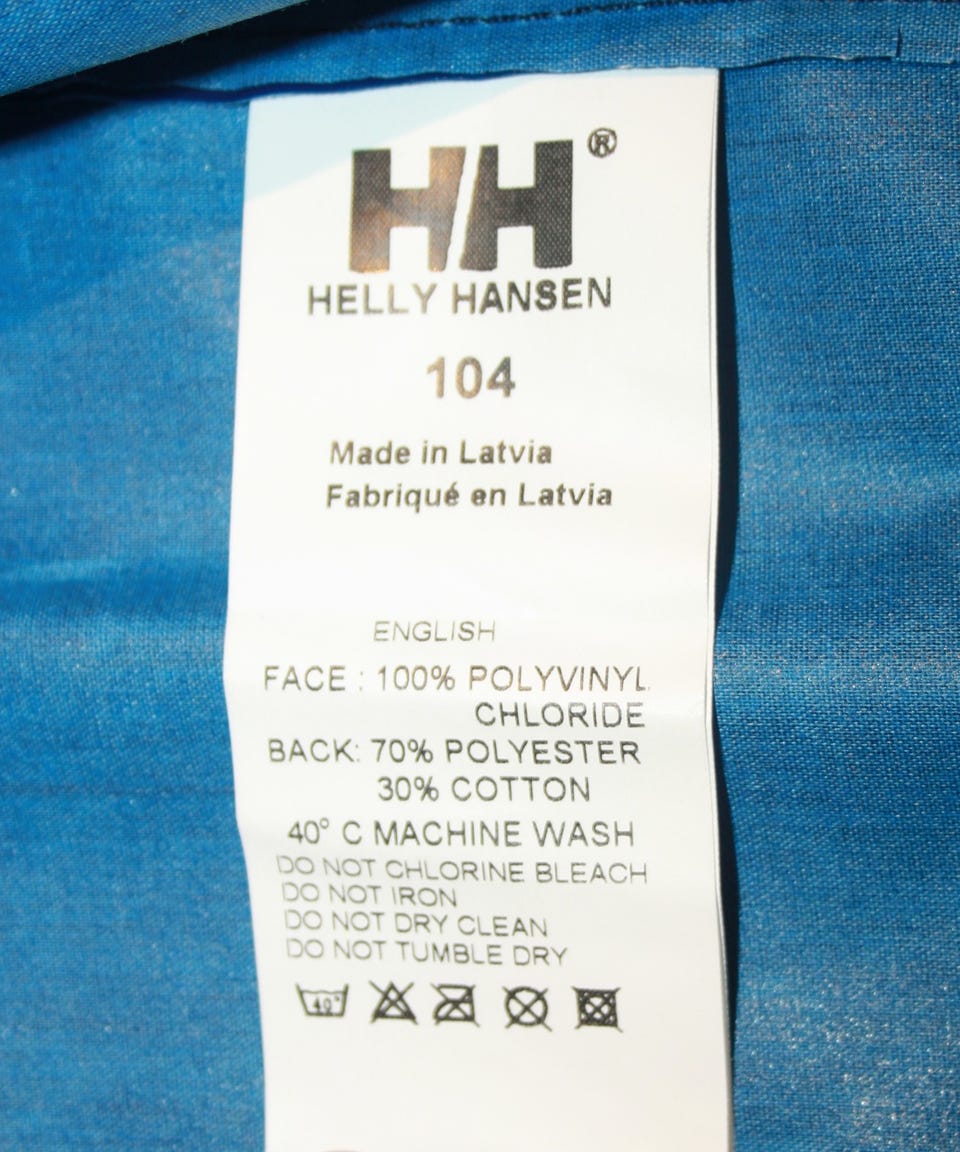 HH®
HELLY HANSEN
104
Made in Latvia
Fabriqué en Latvia
ENGLISH
FACE : 100% POLYVINYL
CHLORIDE
BACK: 70% POLYESTER
30% COTTON
40° C MACHINE WASH
DO NOT CHLORINE BLEACH
DO NOT IRON
DO NOT DRY CLEAN
DO NOT TUMBLE DRY
40°